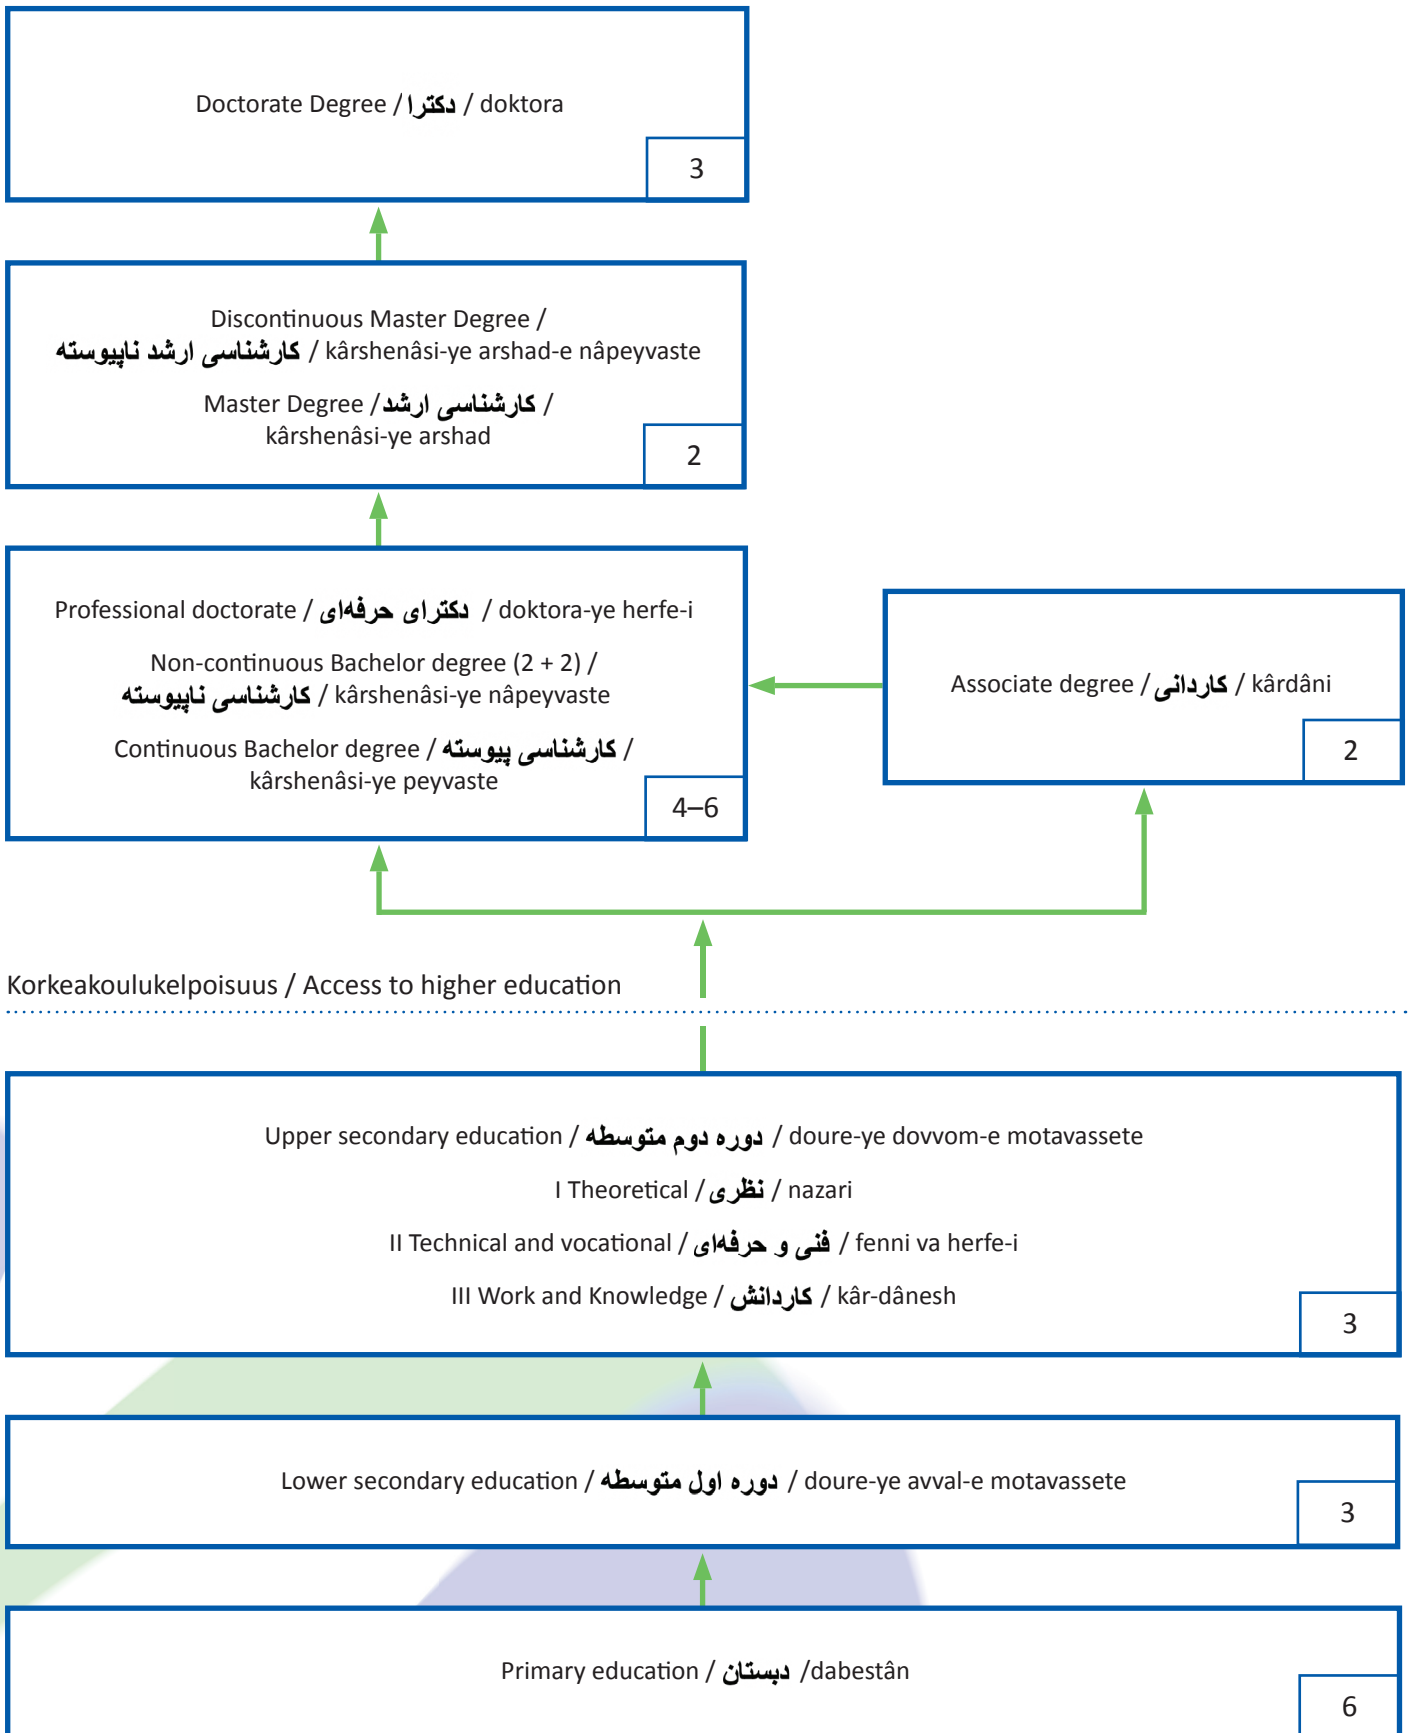 Doctorate Degree / دکترا / doktora
3
Discontinuous Master Degree /
کارشناسی ارشد ناپیوسته / kârshenâsi-ye arshad-e nâpeyvaste
Master Degree / کارشناسی ارشد /
kârshenâsi-ye arshad
2
Professional doctorate / دکترای حرفه‌ای / doktora-ye herfe-i
Non-continuous Bachelor degree (2 + 2) /
کارشناسی ناپیوسته / kârshenâsi-ye nâpeyvaste
Continuous Bachelor degree / کارشناسی پیوسته /
kârshenâsi-ye peyvaste
4–6
Associate degree / کاردانی / kârdâni
2
Korkeakoulukelpoisuus / Access to higher education
Upper secondary education / دوره دوم متوسطه / doure-ye dovvom-e motavassete
I Theoretical / نظری / nazari
II Technical and vocational / فنی و حرفه‌ای / fenni va herfe-i
III Work and Knowledge / کاردانش / kâr-dânesh
3
Lower secondary education / دوره اول متوسطه / doure-ye avval-e motavassete
3
Primary education / دبستان /dabestân
6